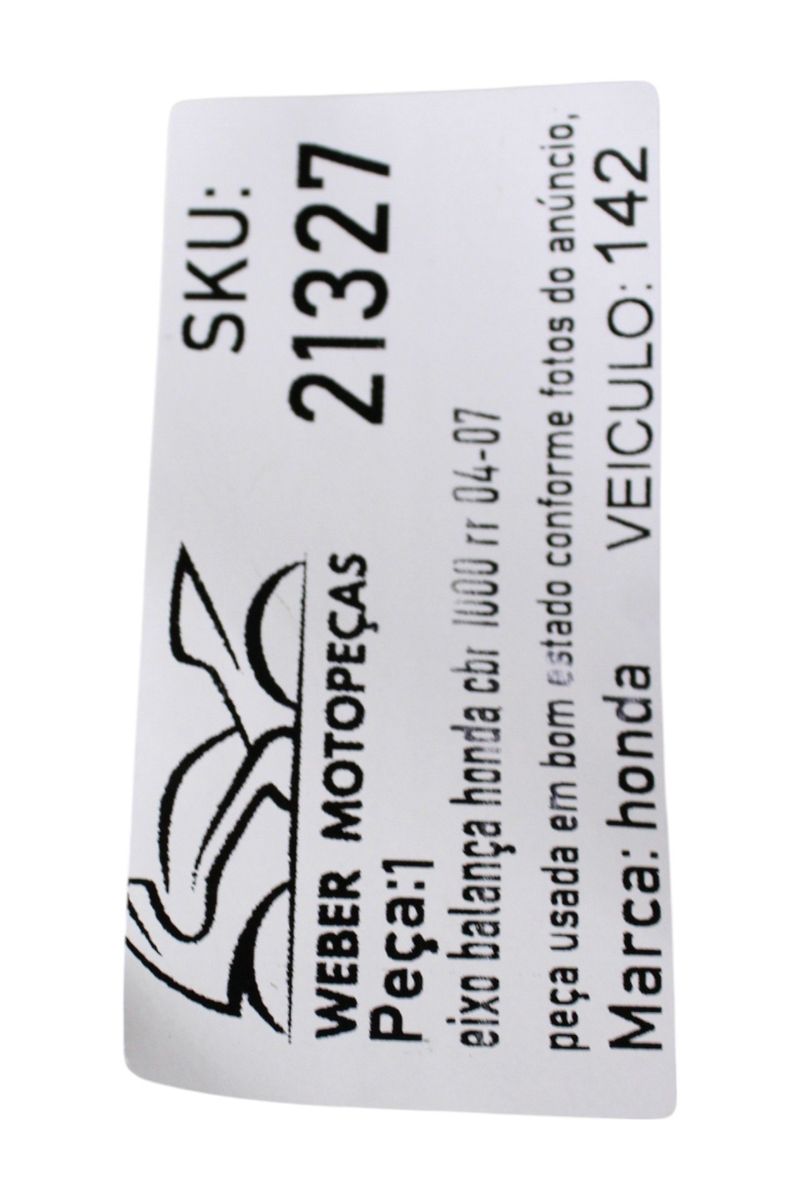 SKU:
21327
WEBER MOTOPEÇAS
Peça:1
eixo balança honda cbr 1000 rr 04-07
peça usada em bom estado conforme fotos do anúncio,
Marca: honda VEICULO: 142